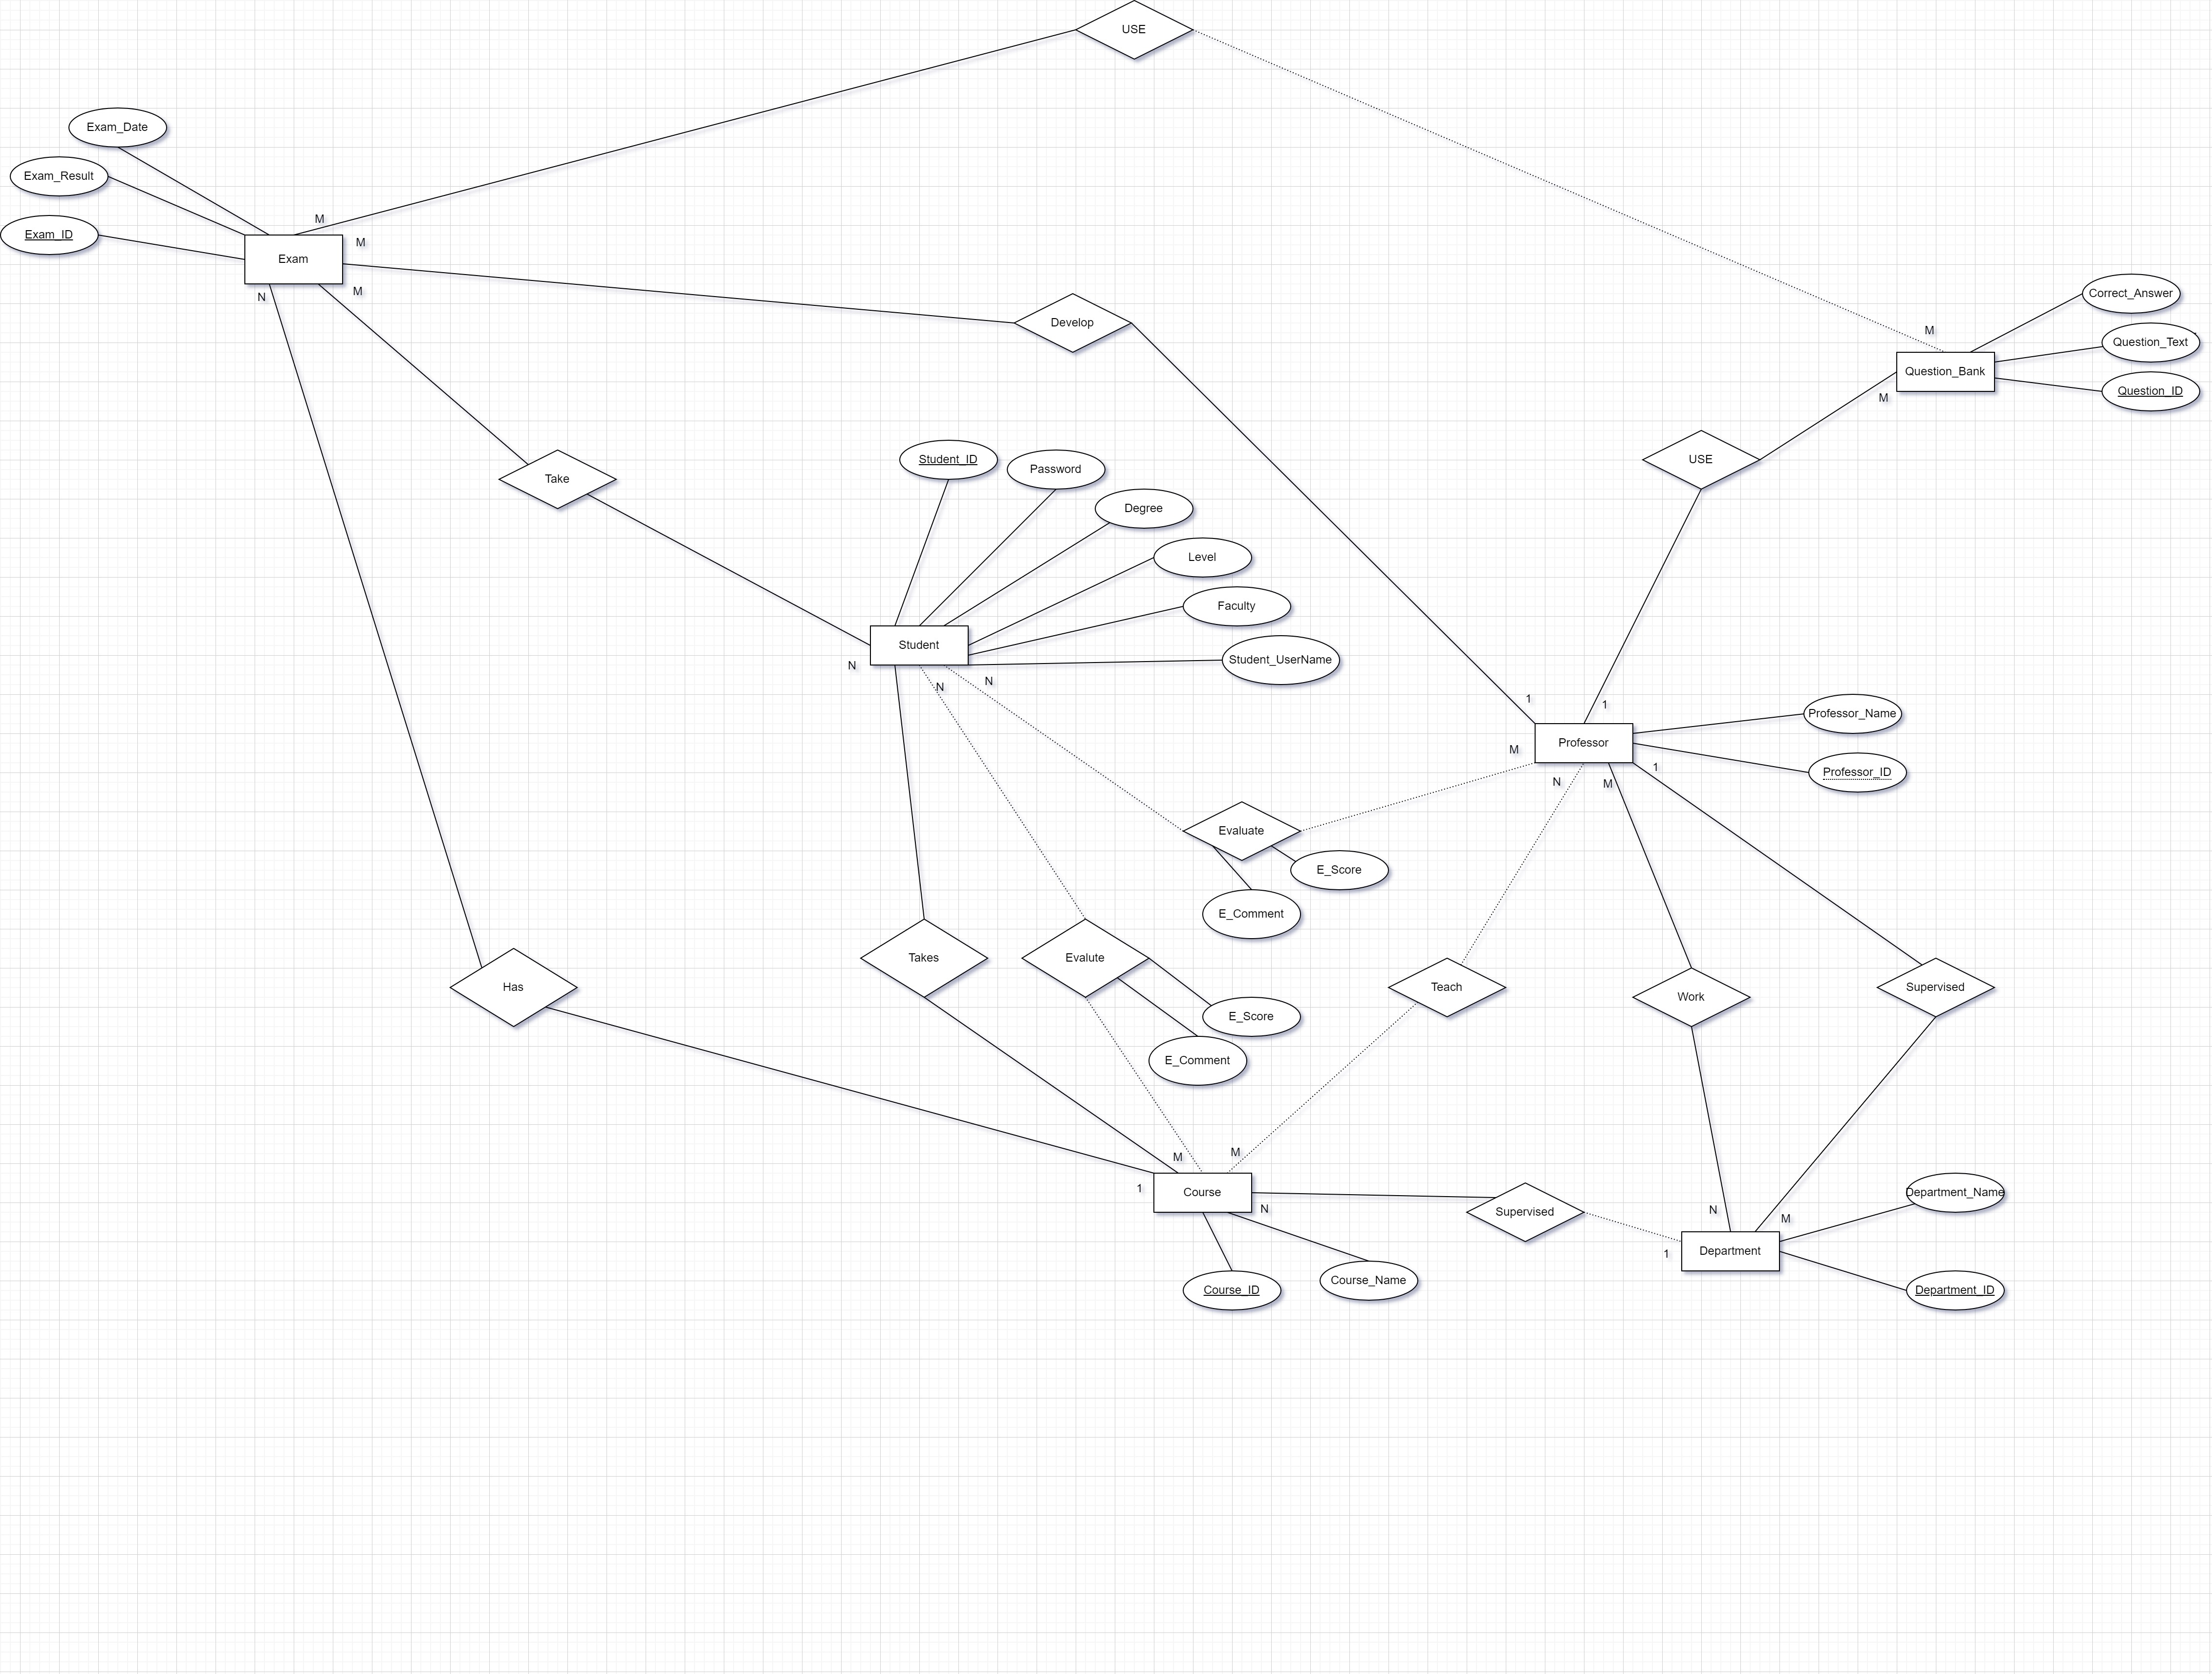 USE
Exam_Date
Exam_Result
M
Exam_ID
M
Exam
M
N
Correct_Answer
Develop
M
Question_Text
Question_Bank
Question_ID
M
Student_ID
Password
USE
Take
Degree
Level
Faculty
Student
Student_UserName
N
N
N
1
1
Professor_Name
Professor
M
1
Professor_ID
N
M
Evaluate
E_Score
E_Comment
Takes
Evalute
Has
Teach
Work
Supervised
E_Score
E_Comment
M
M
1
Course
Department_Name
N
Supervised
N
M
1
Department
Course_ID
Course_Name
Department_ID